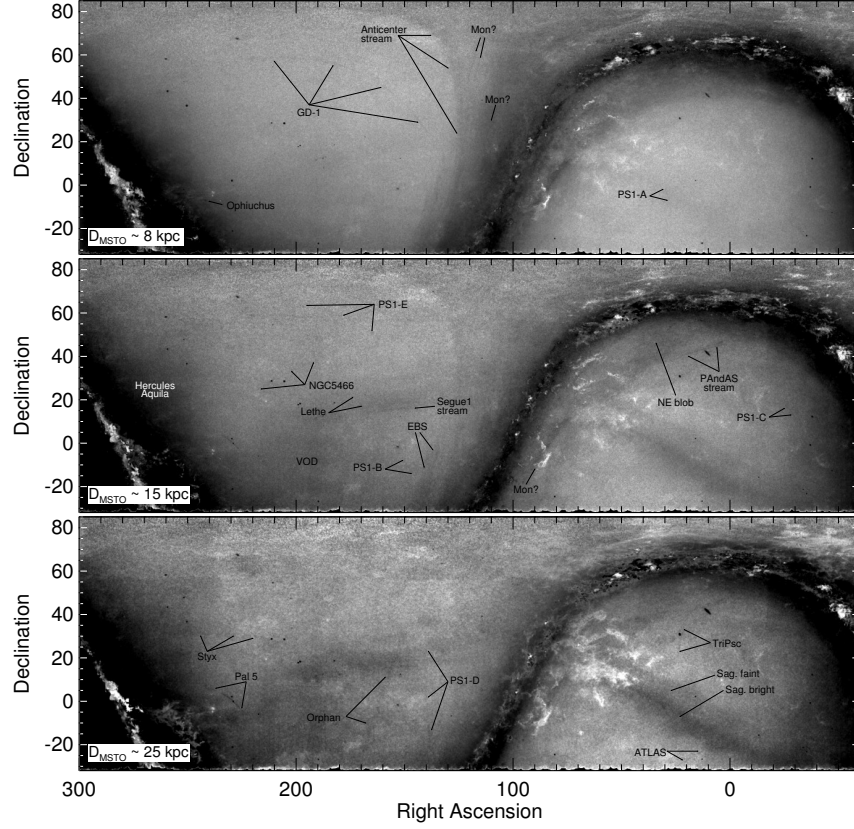 80
60
40
20
0
-20
Declination
Anticenter
stream
Mon?
GD-1
Mon?
Ophiuchus
PS1-A
D_MSTO ~ 8 kpc
80
60
40
20
0
-20
Declination
PS1-E
Hercules
Aquila
NGC5466
Lethe
Segue1
stream
EBS
VOD
PS1-B
Mon?
NE blob
PAndAS
stream
PS1-C
D_MSTO ~ 15 kpc
80
60
40
20
0
-20
Declination
Styx
Pal 5
Orphan
PS1-D
TriPsc
Sag. faint
Sag. bright
ATLAS
D_MSTO ~ 25 kpc
300 200 100 0
Right Ascension